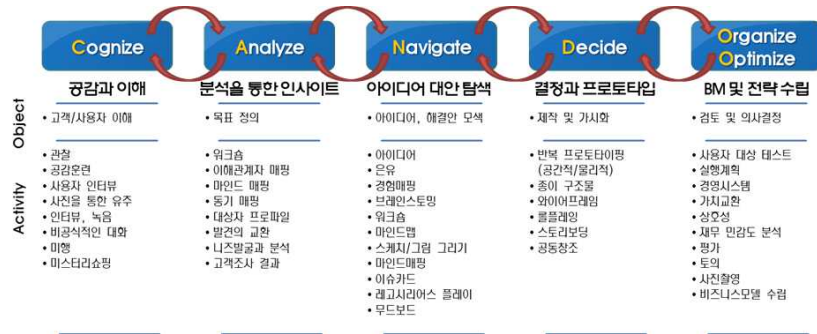 Cognize
Analyze
Navigate
Decide
Organize
Optimize
공감과 이해
분석을 통한 인사이트
아이디어 대안 탐색
결정과 프로토타입
BM 및 전략 수립
Object
• 고객/사용자 이해
• 목표 정의
• 아이디어, 해결안 모색
• 제작 및 가시화
• 검토 및 의사결정
Activity
• 관찰
• 공감훈련
• 사용자 인터뷰
• 사진을 통한 유추
• 인터뷰, 녹음
• 비공식적인 대화
• 미행
• 미스터리쇼핑
• 워크숍
• 이해관계자 매핑
• 마인드 매핑
• 동기 매핑
• 대상자 프로파일
• 발견의 교환
• 니즈발굴과 분석
• 고객조사 결과
• 아이디어
• 은유
• 경험매핑
• 브레인스토밍
• 워크숍
• 마인드맵
• 스케치/그림 그리기
• 마인드매핑
• 이슈카드
• 레고시리어스 플레이
• 무드보드
• 반복 프로토타이핑
(공간적/물리적)
• 종이 구조물
• 와이어프레임
• 롤플레잉
• 스토리보딩
• 공동창조
• 사용자 대상 테스트
• 실행계획
• 경영시스템
• 가치교환
• 상호성
• 재무 민감도 분석
• 평가
• 토의
• 사진촬영
• 비즈니스모델 수립